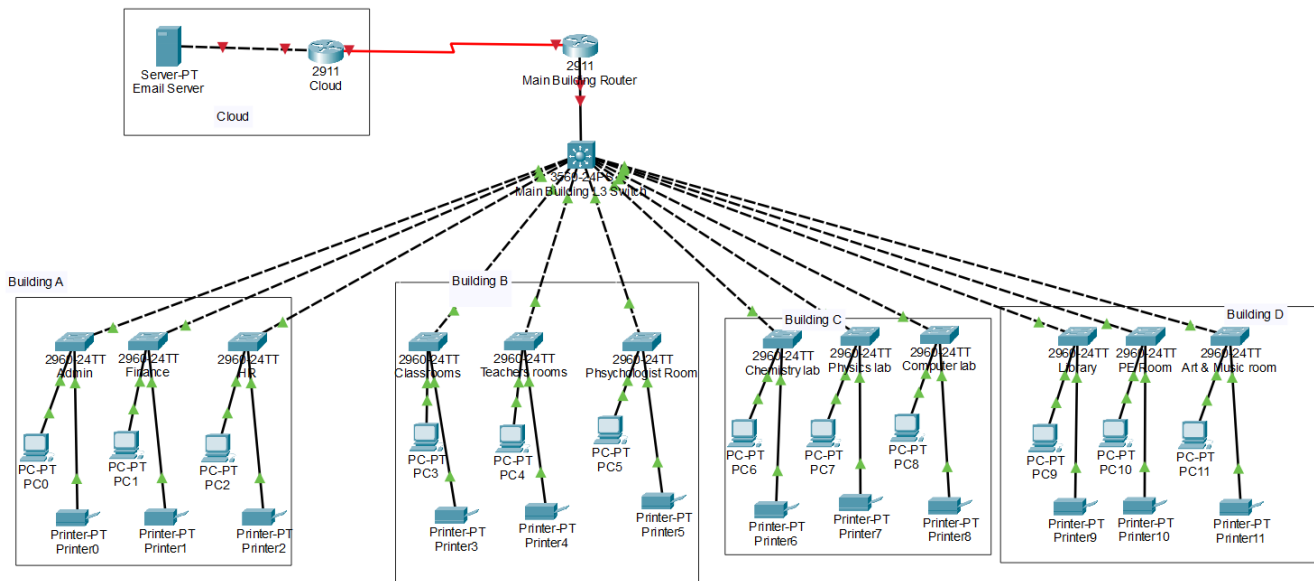 Server-PT
Email Server
2911
Cloud
Cloud
2911
Main Building Router
3560-24PS
Main Building L3 Switch
Building A
2960-24TT
Admin
2960-24TT
Finance
2960-24TT
HR
PC-PT
PC0
PC-PT
PC1
PC-PT
PC2
Printer-PT
Printer0
Printer-PT
Printer1
Printer-PT
Printer2
Building B
2960-24TT
Classrooms
2960-24TT
Teachers rooms
2960-24TT
Phsychologist Room
PC-PT
PC3
PC-PT
PC4
PC-PT
PC5
Printer-PT
Printer3
Printer-PT
Printer4
Printer-PT
Printer5
Building C
2960-24TT
Chemistry lab
2960-24TT
Physics lab
2960-24TT
Computer lab
PC-PT
PC6
PC-PT
PC7
PC-PT
PC8
Printer-PT
Printer6
Printer-PT
Printer7
Printer-PT
Printer8
Building D
2960-24TT
Library
2960-24TT
PE Room
2960-24TT
Art & Music room
PC-PT
PC9
PC-PT
PC10
PC-PT
PC11
Printer-PT
Printer9
Printer-PT
Printer10
Printer-PT
Printer11